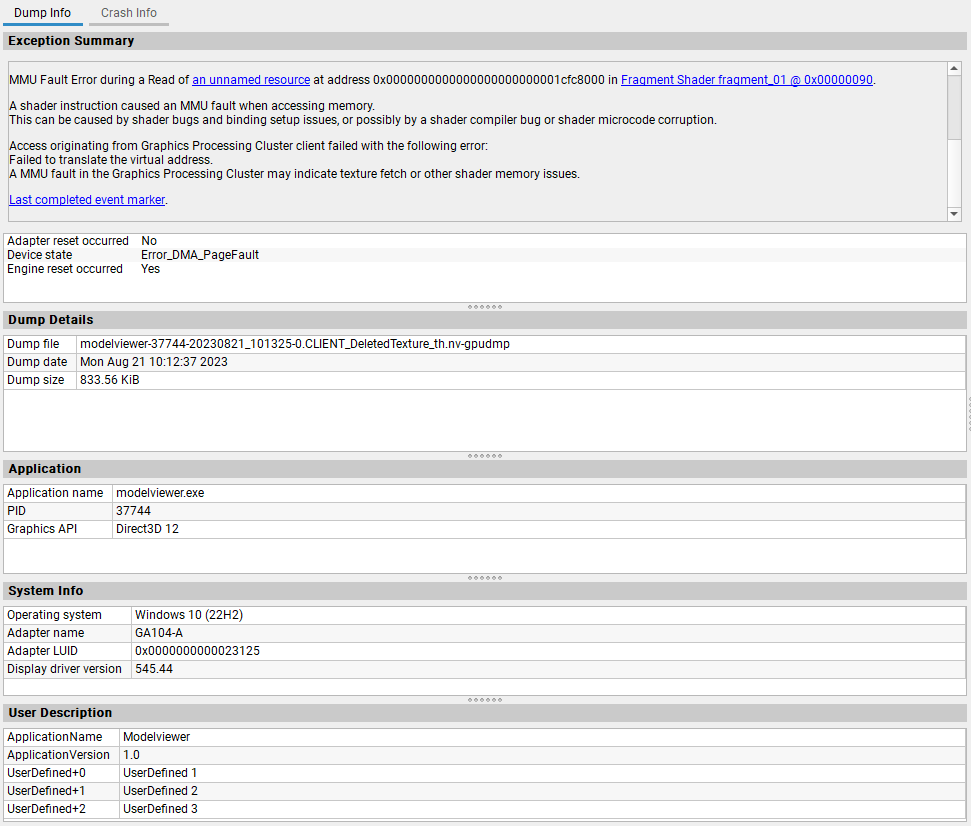 Dump Info Crash Info
Exception Summary
MMU Fault Error during a Read of an unnamed resource at address 0x0000000000000000000000001cfc8000 in Fragment Shader fragment_01 @ 0x00000090.
A shader instruction caused an MMU fault when accessing memory.
This can be caused by shader bugs and binding setup issues, or possibly by a shader compiler bug or shader microcode corruption.
Access originating from Graphics Processing Cluster client failed with the following error:
Failed to translate the virtual address.
A MMU fault in the Graphics Processing Cluster may indicate texture fetch or other shader memory issues.
Last completed event marker.
Adapter reset occurred No
Device state Error_DMA_PageFault
Engine reset occurred Yes
Dump Details
Dump file modelviewer-37744-20230821_101325-0.CLIENT_DeletedTexture_th.nv-gpudmp
Dump date Mon Aug 21 10:12:37 2023
Dump size 833.56 KiB
Application
Application name modelviewer.exe
PID 37744
Graphics API Direct3D 12
System Info
Operating system Windows 10 (22H2)
Adapter name GA104-A
Adapter LUID 0x0000000000023125
Display driver version 545.44
User Description
ApplicationName Modelviewer
ApplicationVersion 1.0
UserDefined+0 UserDefined 1
UserDefined+1 UserDefined 2
UserDefined+2 UserDefined 3